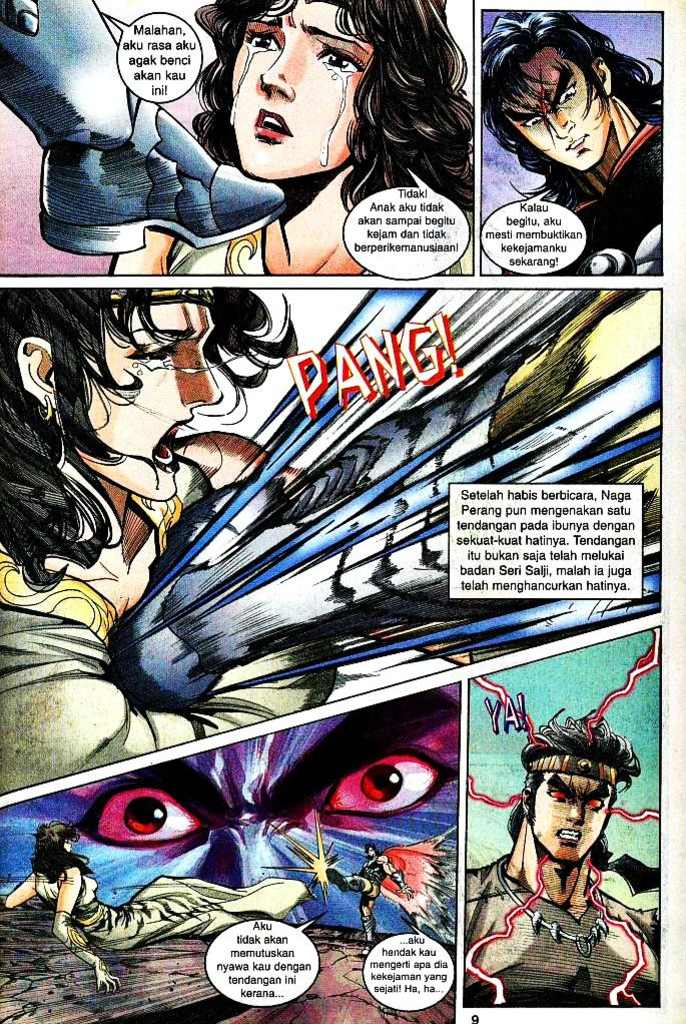 Malahan,
aku rasa aku
agak benci
akan kau
ini!
Tidak!
Anak aku tidak
akan sampai begitu
kejam dan tidak
berperikemanusiaan!
Kalau
begitu, aku
mesti membuktikan
kekejamanku
sekarang!
PANG!
Setelah habis berbicara, Naga
Perang pun mengenakan satu
tendangan pada ibunya dengan
sekuat-kuat hatinya. Tendangan
itu bukan saja telah melukai
badan Seri Salji, malah ia juga
telah menghancurkan hatinya.
Aku
tidak akan
memutuskan
nyawa kau dengan
tendangan ini
kerana...
...aku
hendak kau
mengerti apa dia
kekejaman yang
sejati! Ha, ha...
YA!
9